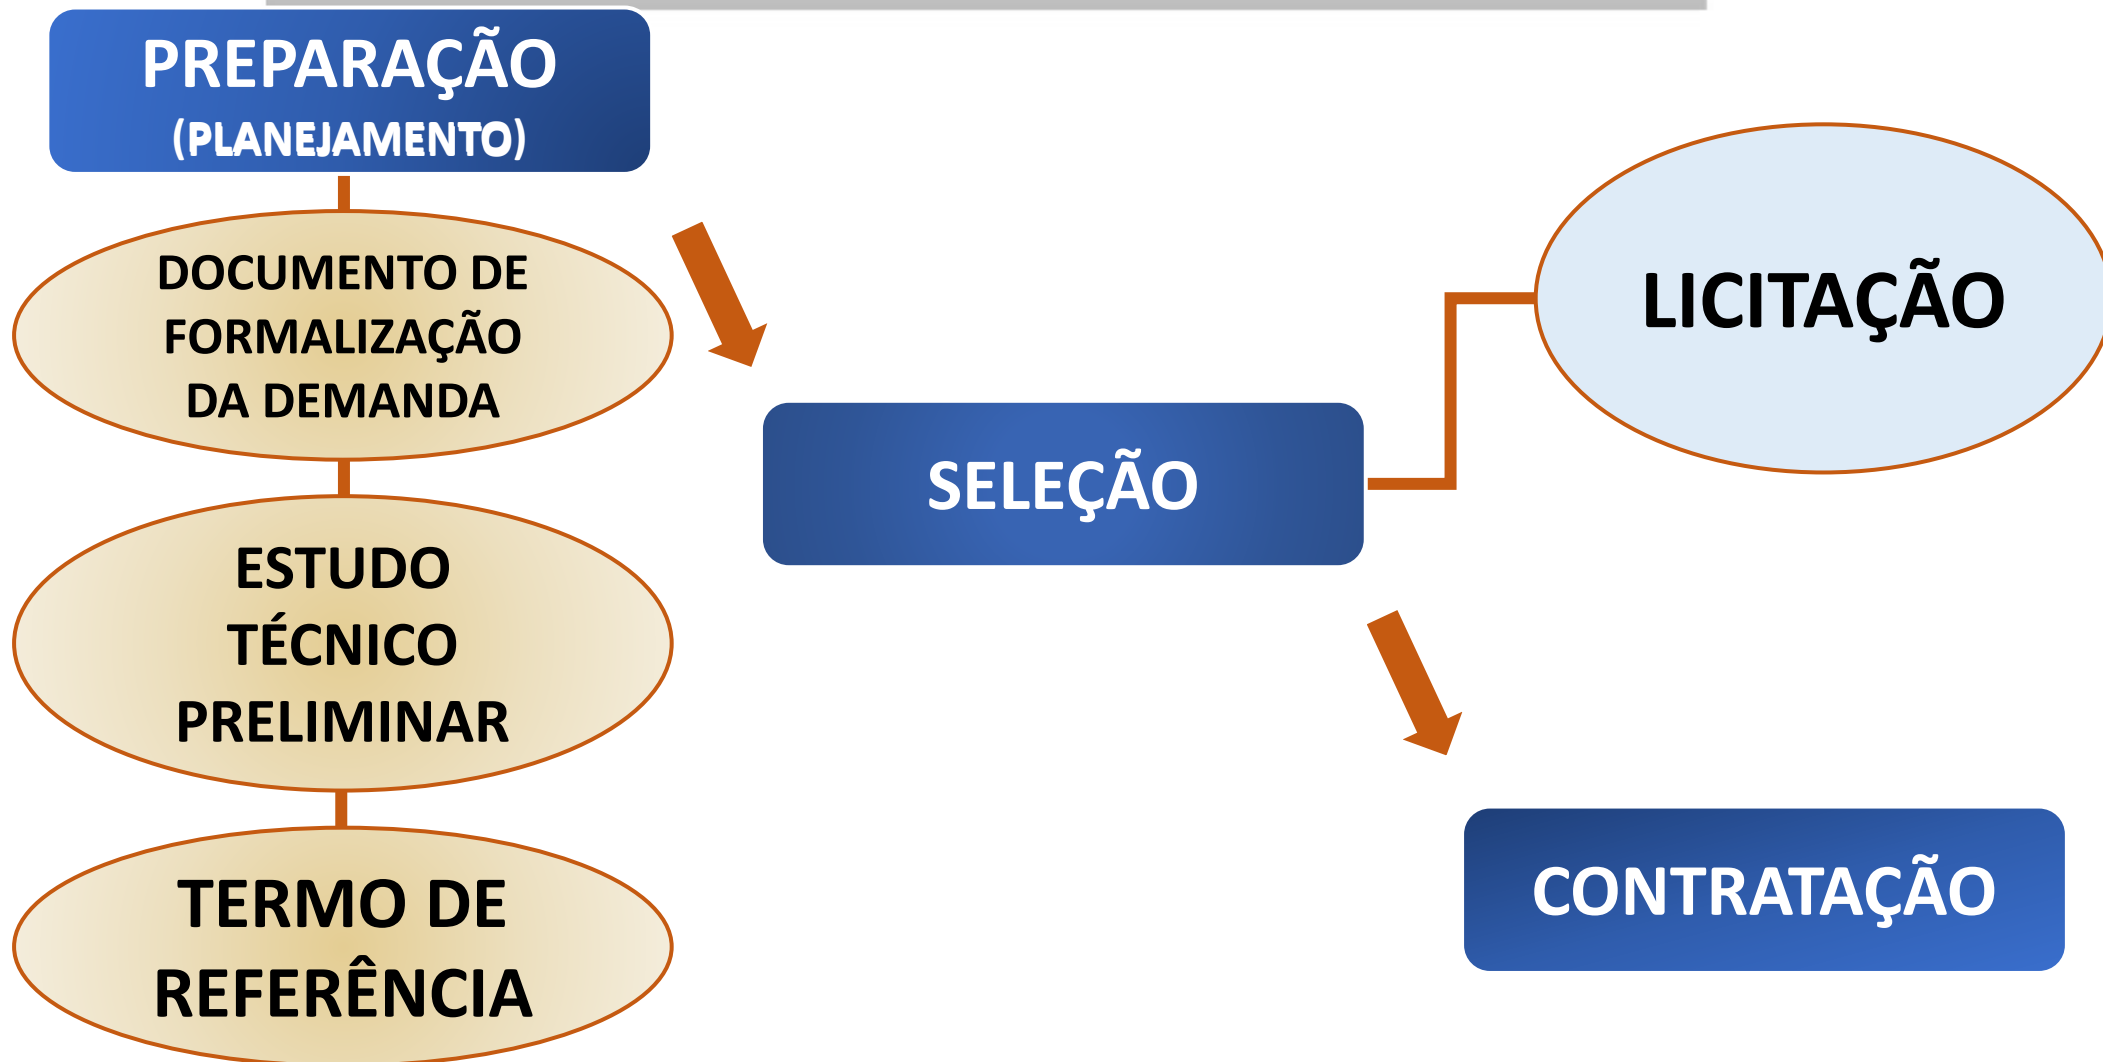 PREPARAÇÃO
(PLANEJAMENTO)
DOCUMENTO DE
FORMALIZAÇÃO
DA DEMANDA
ESTUDO
TÉCNICO
PRELIMINAR
TERMO DE
REFERÊNCIA
SELEÇÃO
LICITAÇÃO
CONTRATAÇÃO